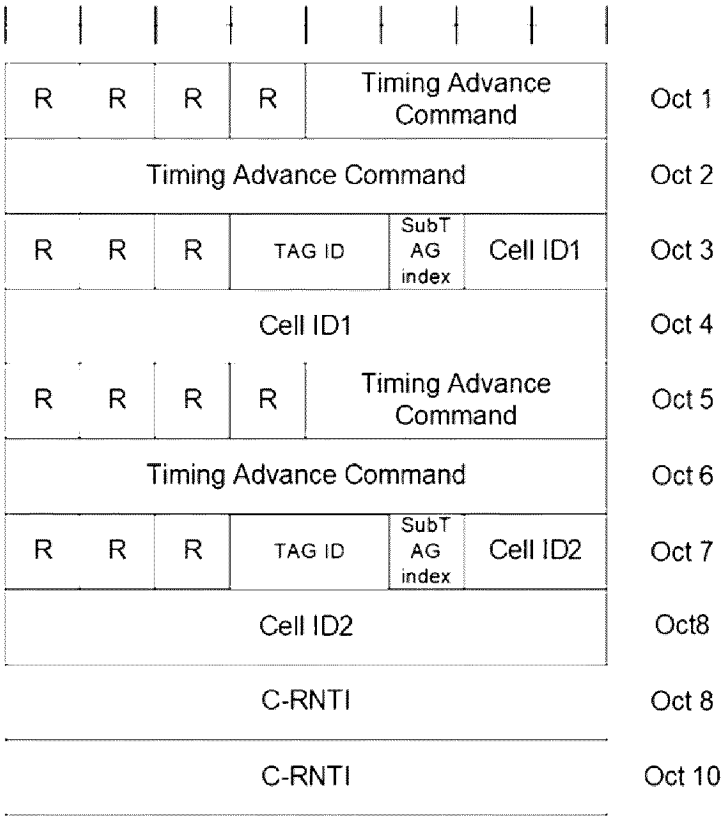 R R R R Timing Advance Command Oct 1
Timing Advance Command Oct 2
R R R TAG ID SubT AG index Cell ID1 Oct 3
Cell ID1 Oct 4
R R R R Timing Advance Command Oct 5
Timing Advance Command Oct 6
R R R TAG ID SubT AG index Cell ID2 Oct 7
Cell ID2 Oct8
C-RNTI Oct 8
C-RNTI Oct 10